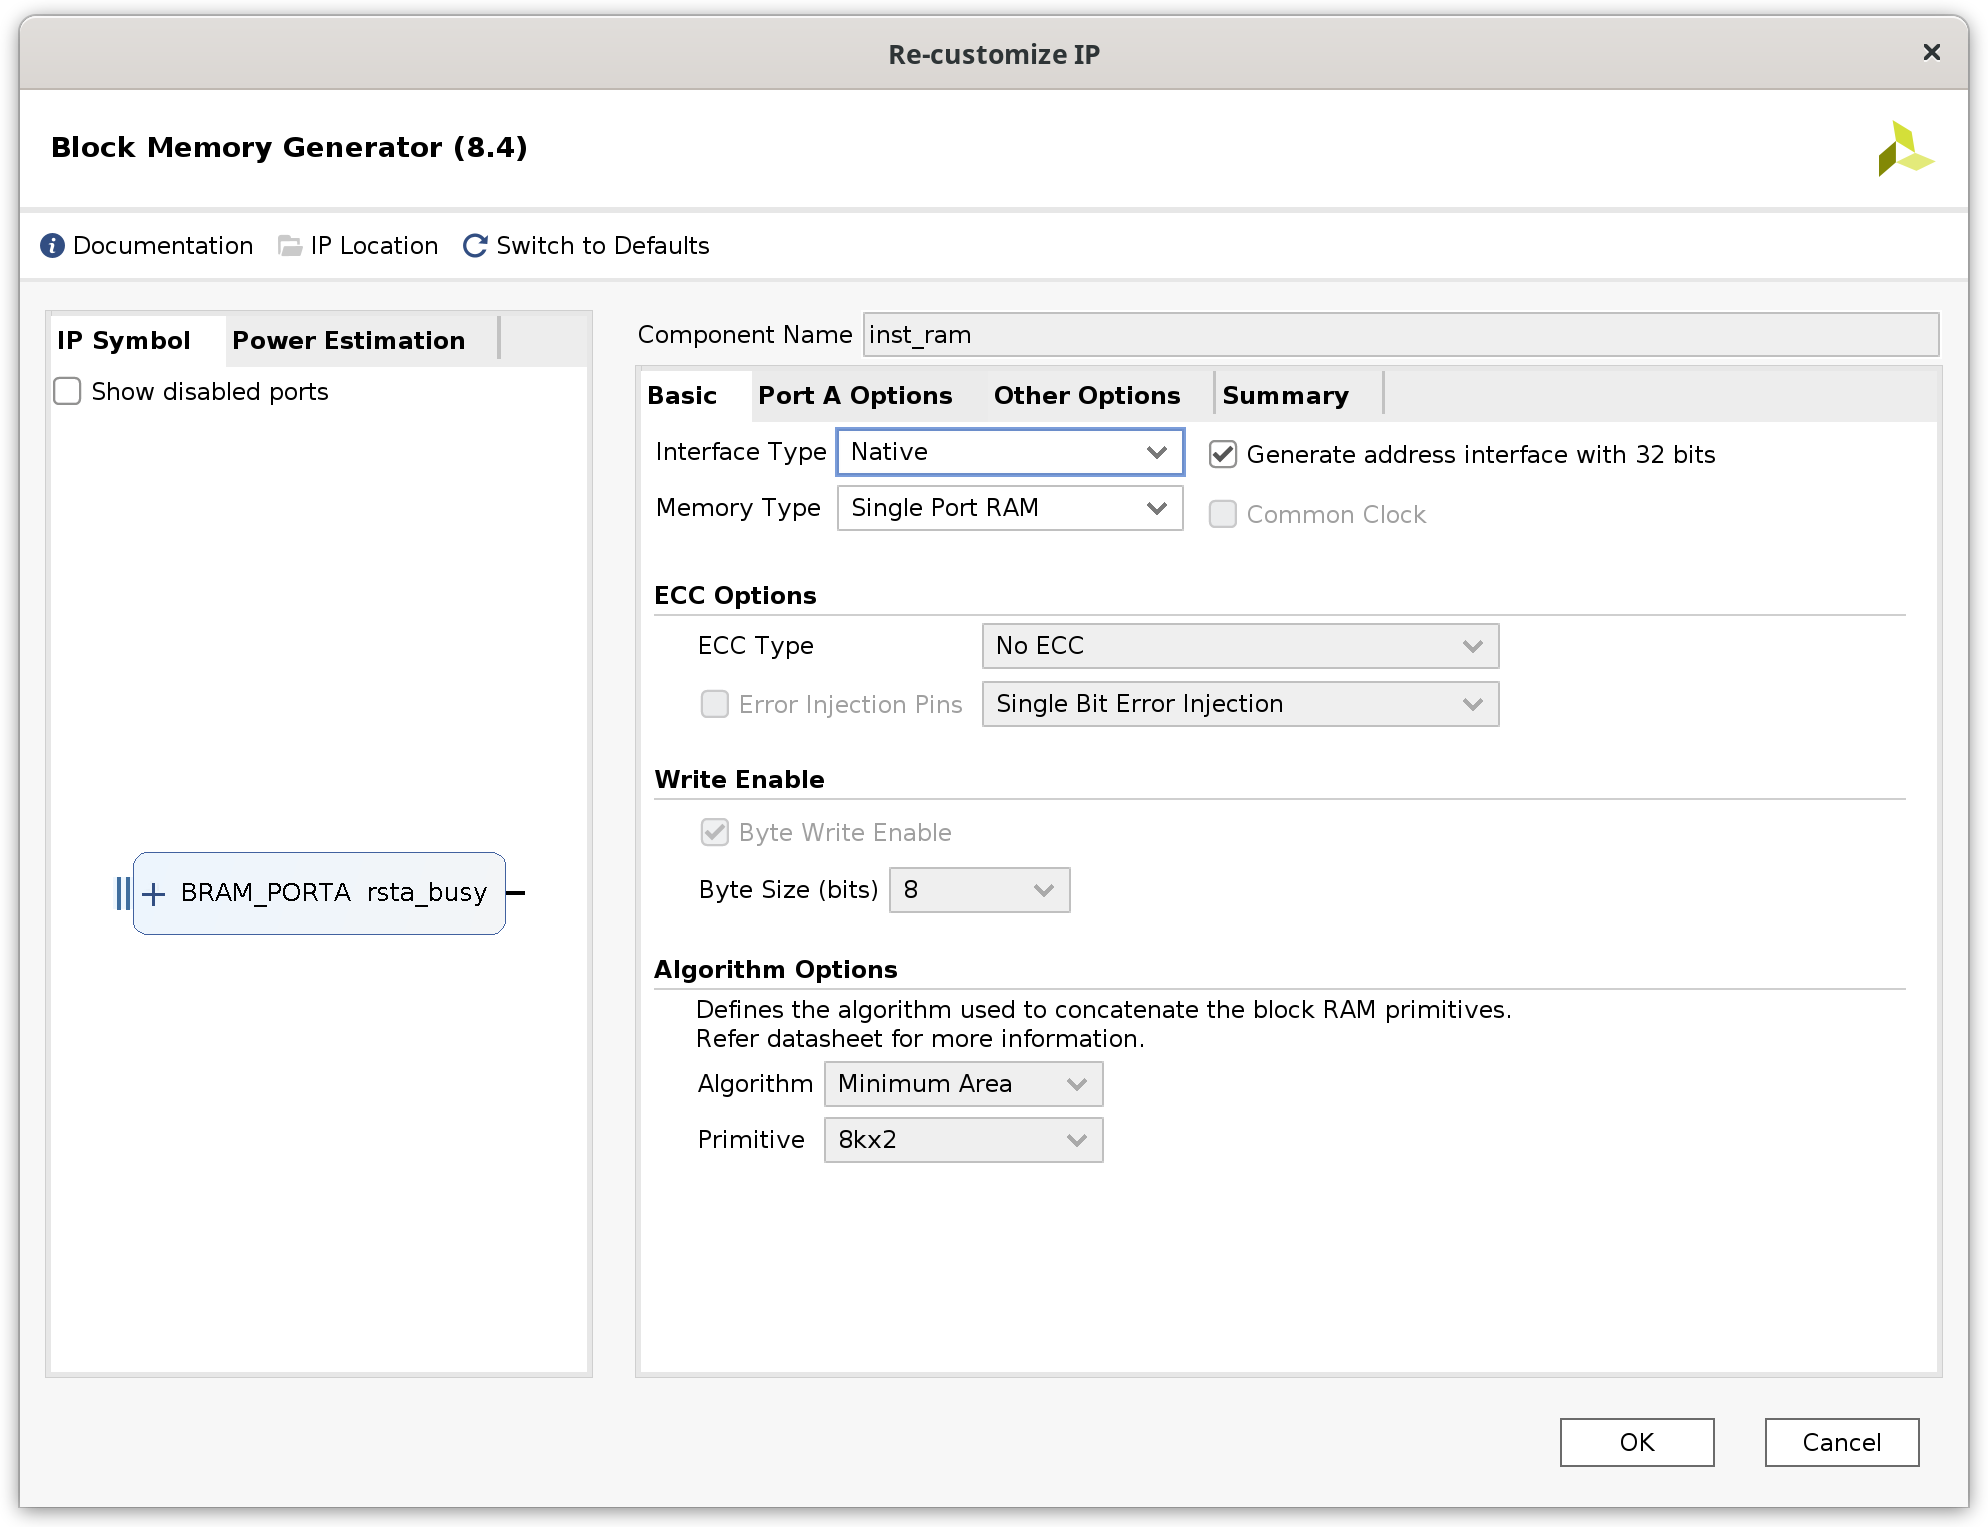 Re-customize IP
Block Memory Generator (8.4)
Documentation IP Location Switch to Defaults
IP Symbol Power Estimation
Show disabled ports
BRAM_PORTA rsta_busy
Component Name inst_ram
Basic Port A Options Other Options Summary
Interface Type Native Generate address interface with 32 bits
Memory Type Single Port RAM Common Clock
ECC Options
ECC Type No ECC
Error Injection Pins Single Bit Error Injection
Write Enable
Byte Write Enable
Byte Size (bits) 8
Algorithm Options
Defines the algorithm used to concatenate the block RAM primitives.
Refer datasheet for more information.
Algorithm Minimum Area
Primitive 8kx2
OK Cancel